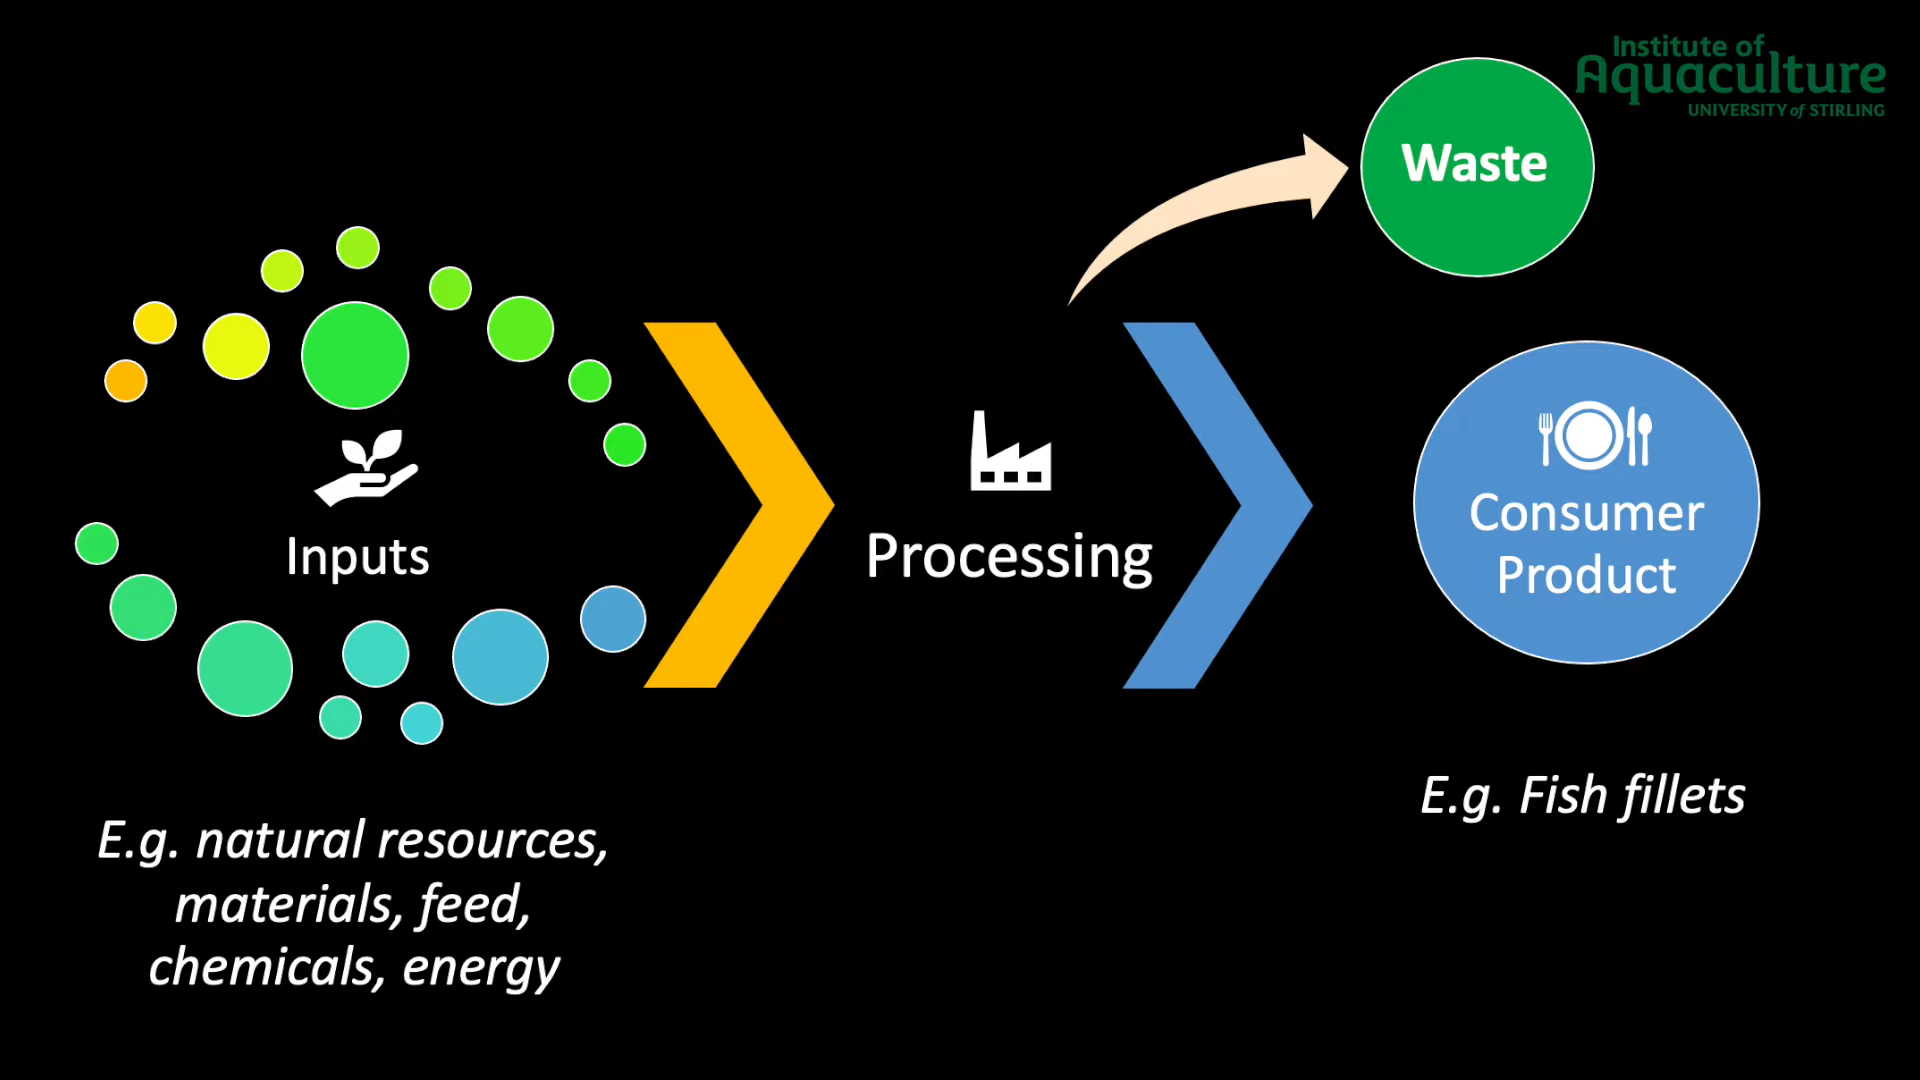 Institute of
Aquaculture
UNIVERSITY of STIRLING
Waste
Inputs
Processing
Consumer
Product
E.g. natural resources,
materials, feed,
chemicals, energy
E.g. Fish fillets